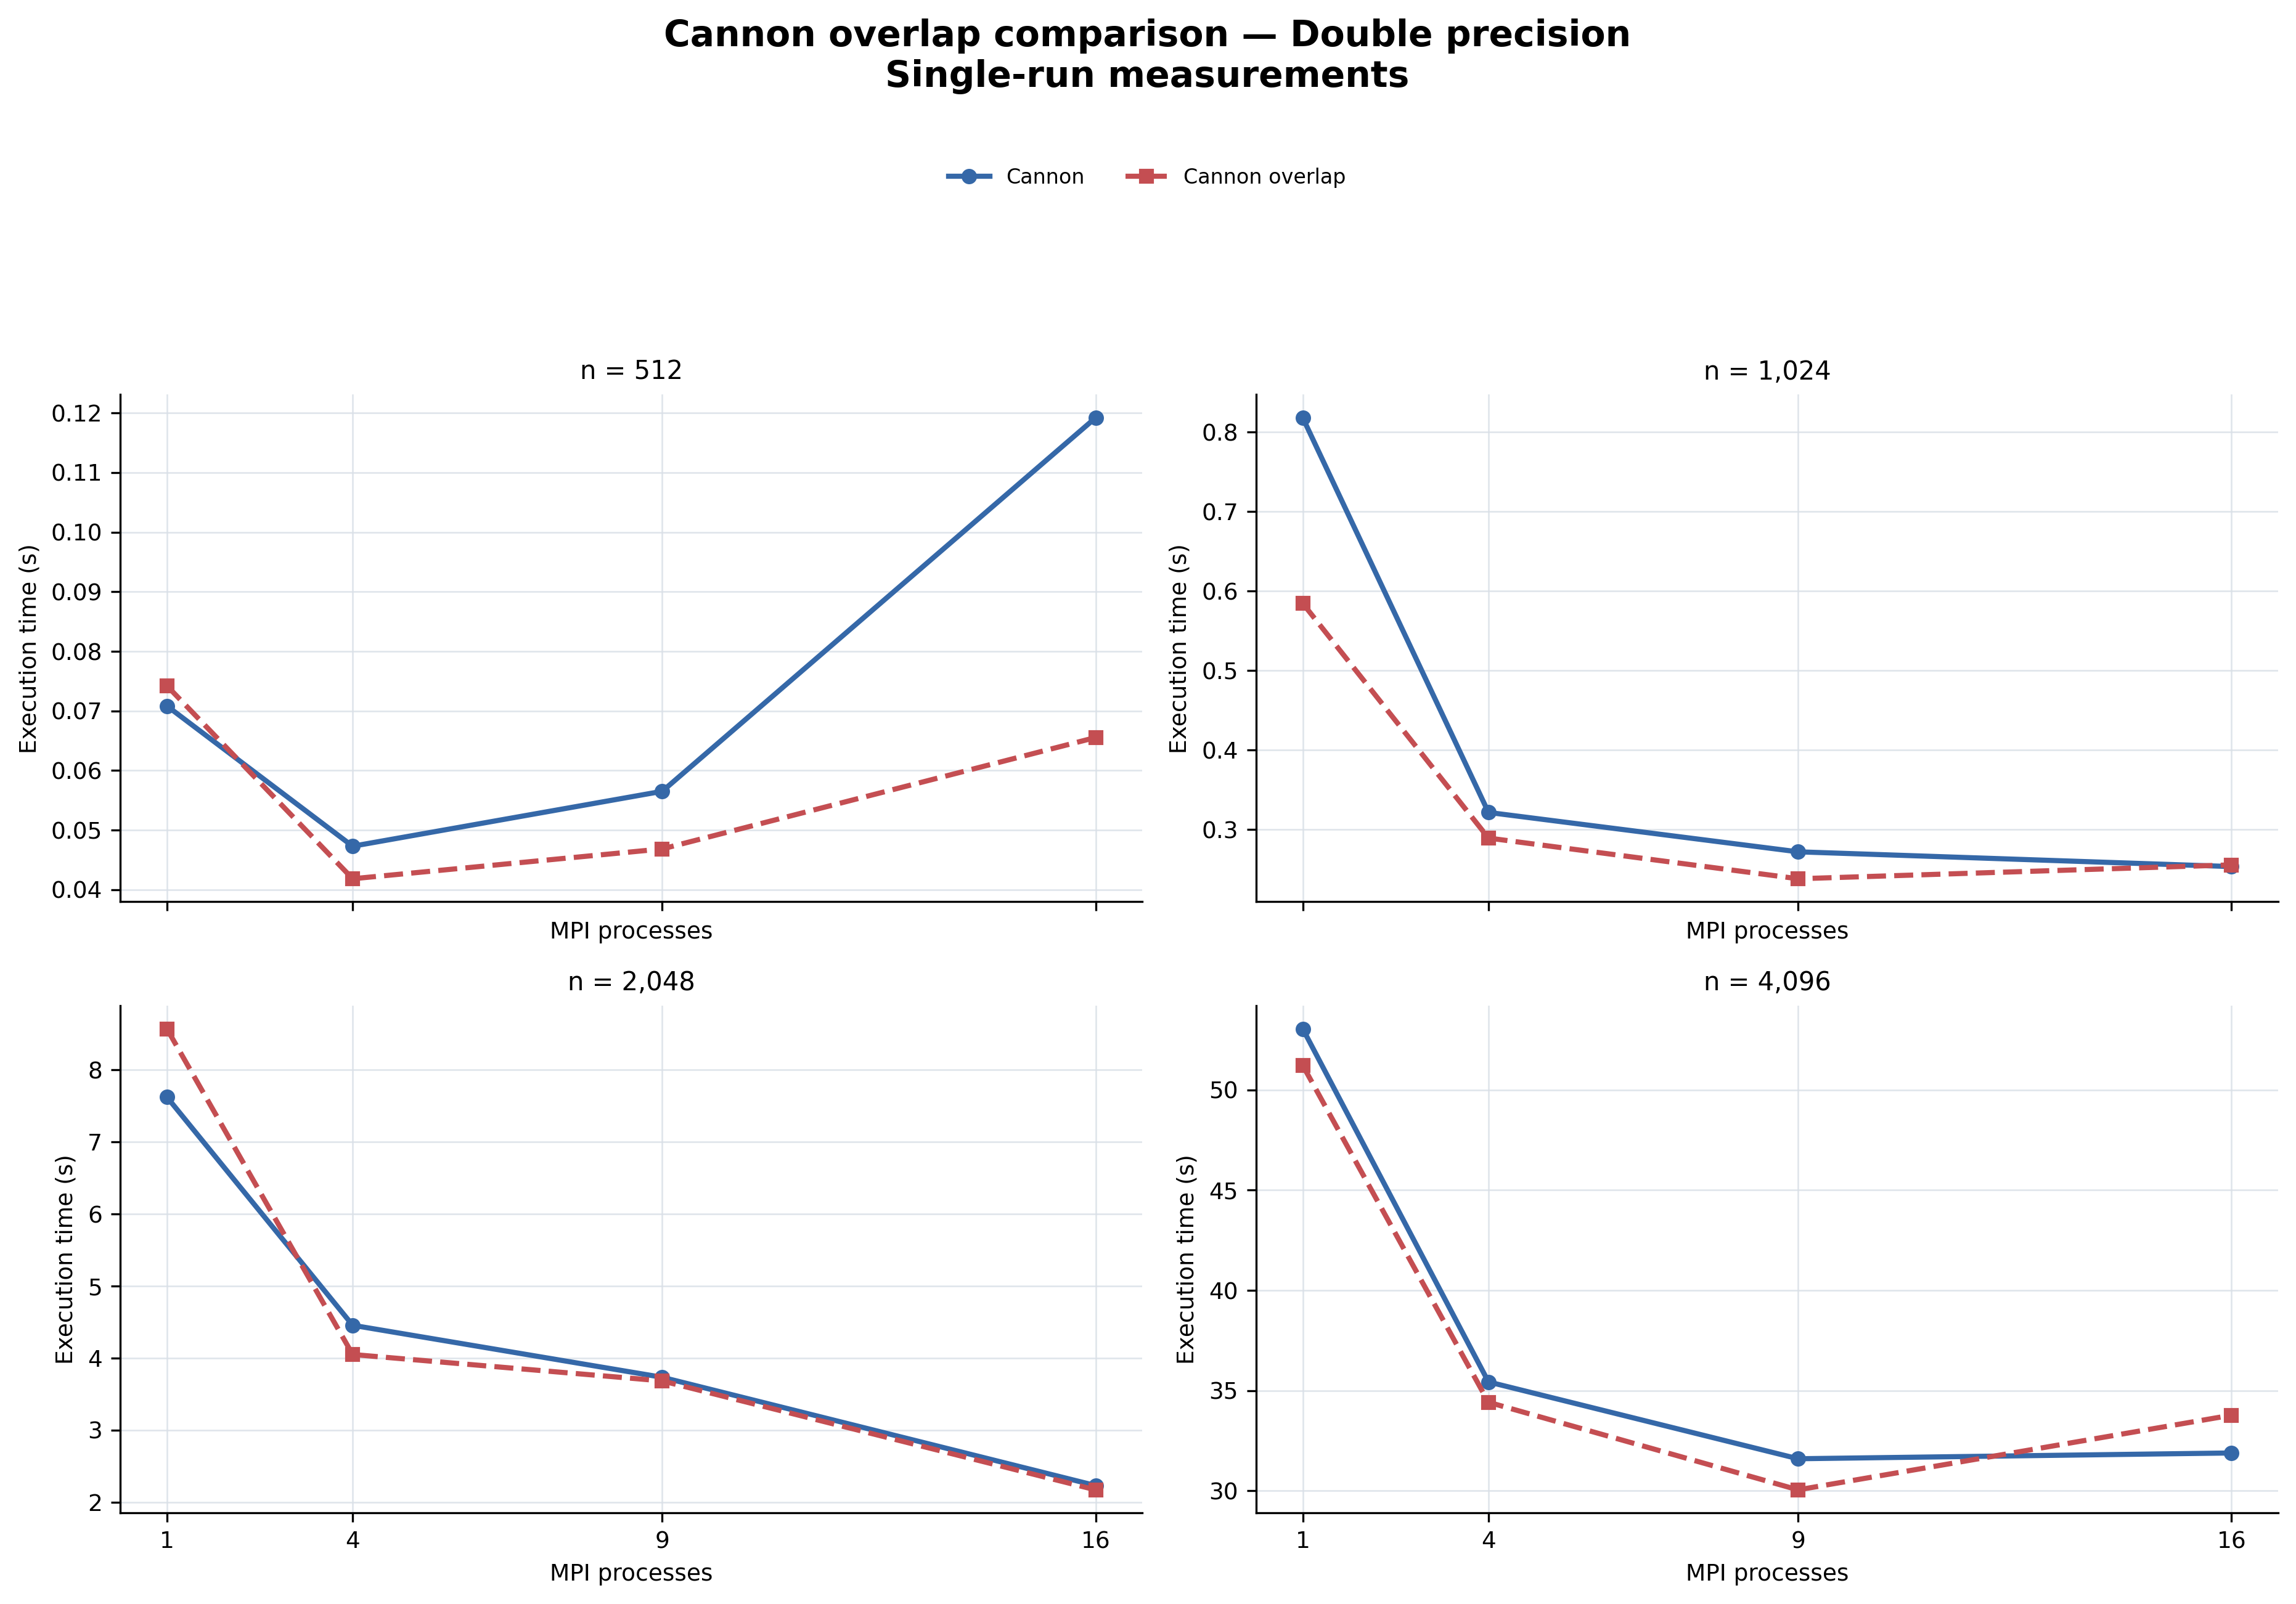 Cannon overlap comparison — Double precision
Single-run measurements
Cannon
Cannon overlap
n = 512
0.12
0.11
0.10
0.09
0.08
0.07
0.06
0.05
0.04
Execution time (s)
MPI processes
n = 1,024
0.8
0.7
0.6
0.5
0.4
0.3
Execution time (s)
MPI processes
n = 2,048
8
7
6
5
4
3
2
Execution time (s)
1 4 9 16
MPI processes
n = 4,096
50
45
40
35
30
Execution time (s)
1 4 9 16
MPI processes